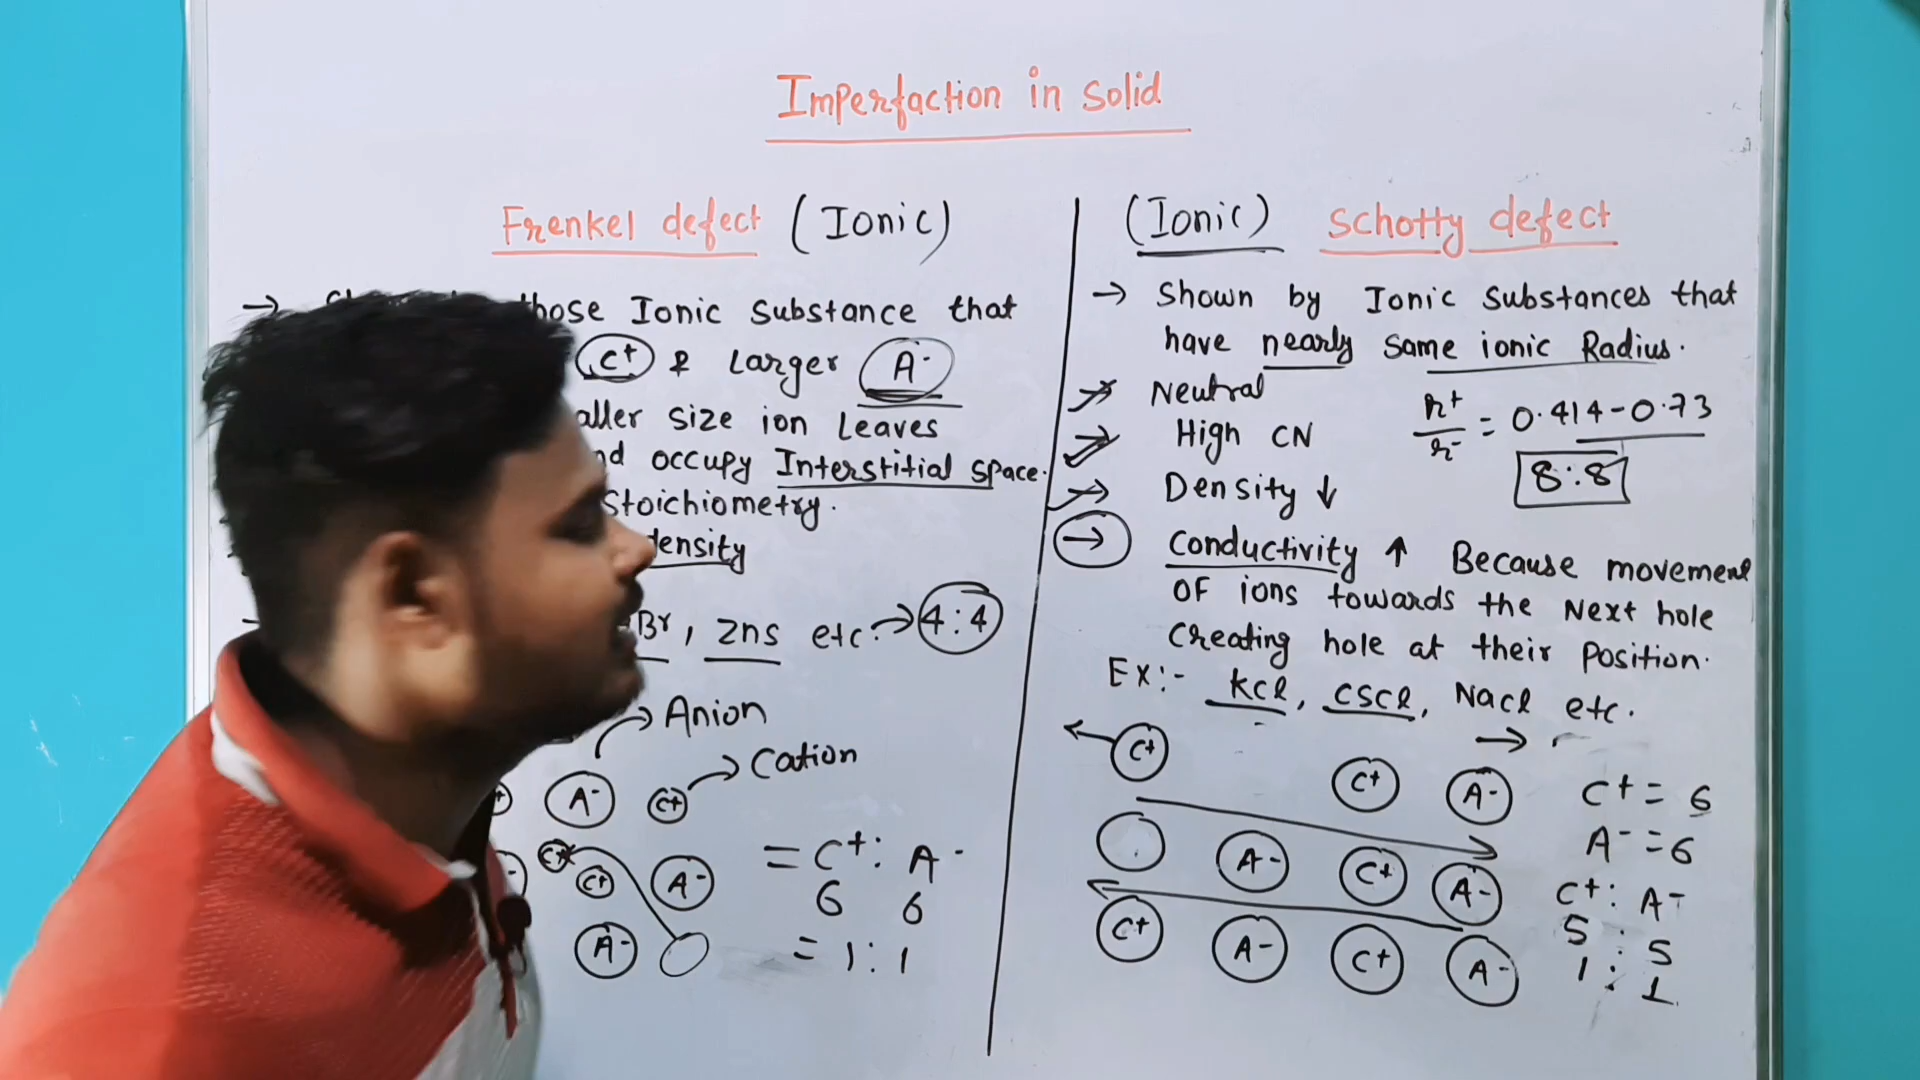 Imperfaction in solid
Frenkel defect (Ionic)
those Ionic substance that
C+ & Larger A-
aller size ion Leaves
nd occupy Interstitial space.
stoichiometry.
density
Br, Zns etc. → 4:4
→ Anion
→ Cation
A- C+
C+ C+ A-
A-
= C+ : A-
6 6
= 1 : 1
(Ionic) Schotty defect
→ Shown by Ionic substances that
have nearly same ionic Radius.
→ Neutral
→ High CN
r+/r- = 0.414-0.73
8:8
→ Density ↓
→ Conductivity ↑ Because movement
OF ions towards the Next hole
Creating hole at their Position.
Ex:- KCl, CSCl, Nacl etc.
C+ C+ A-
A- C+ A-
C+ A- C+ A-
C+ = 6
A- = 6
C+ : A-
5 : 5
1 : 1